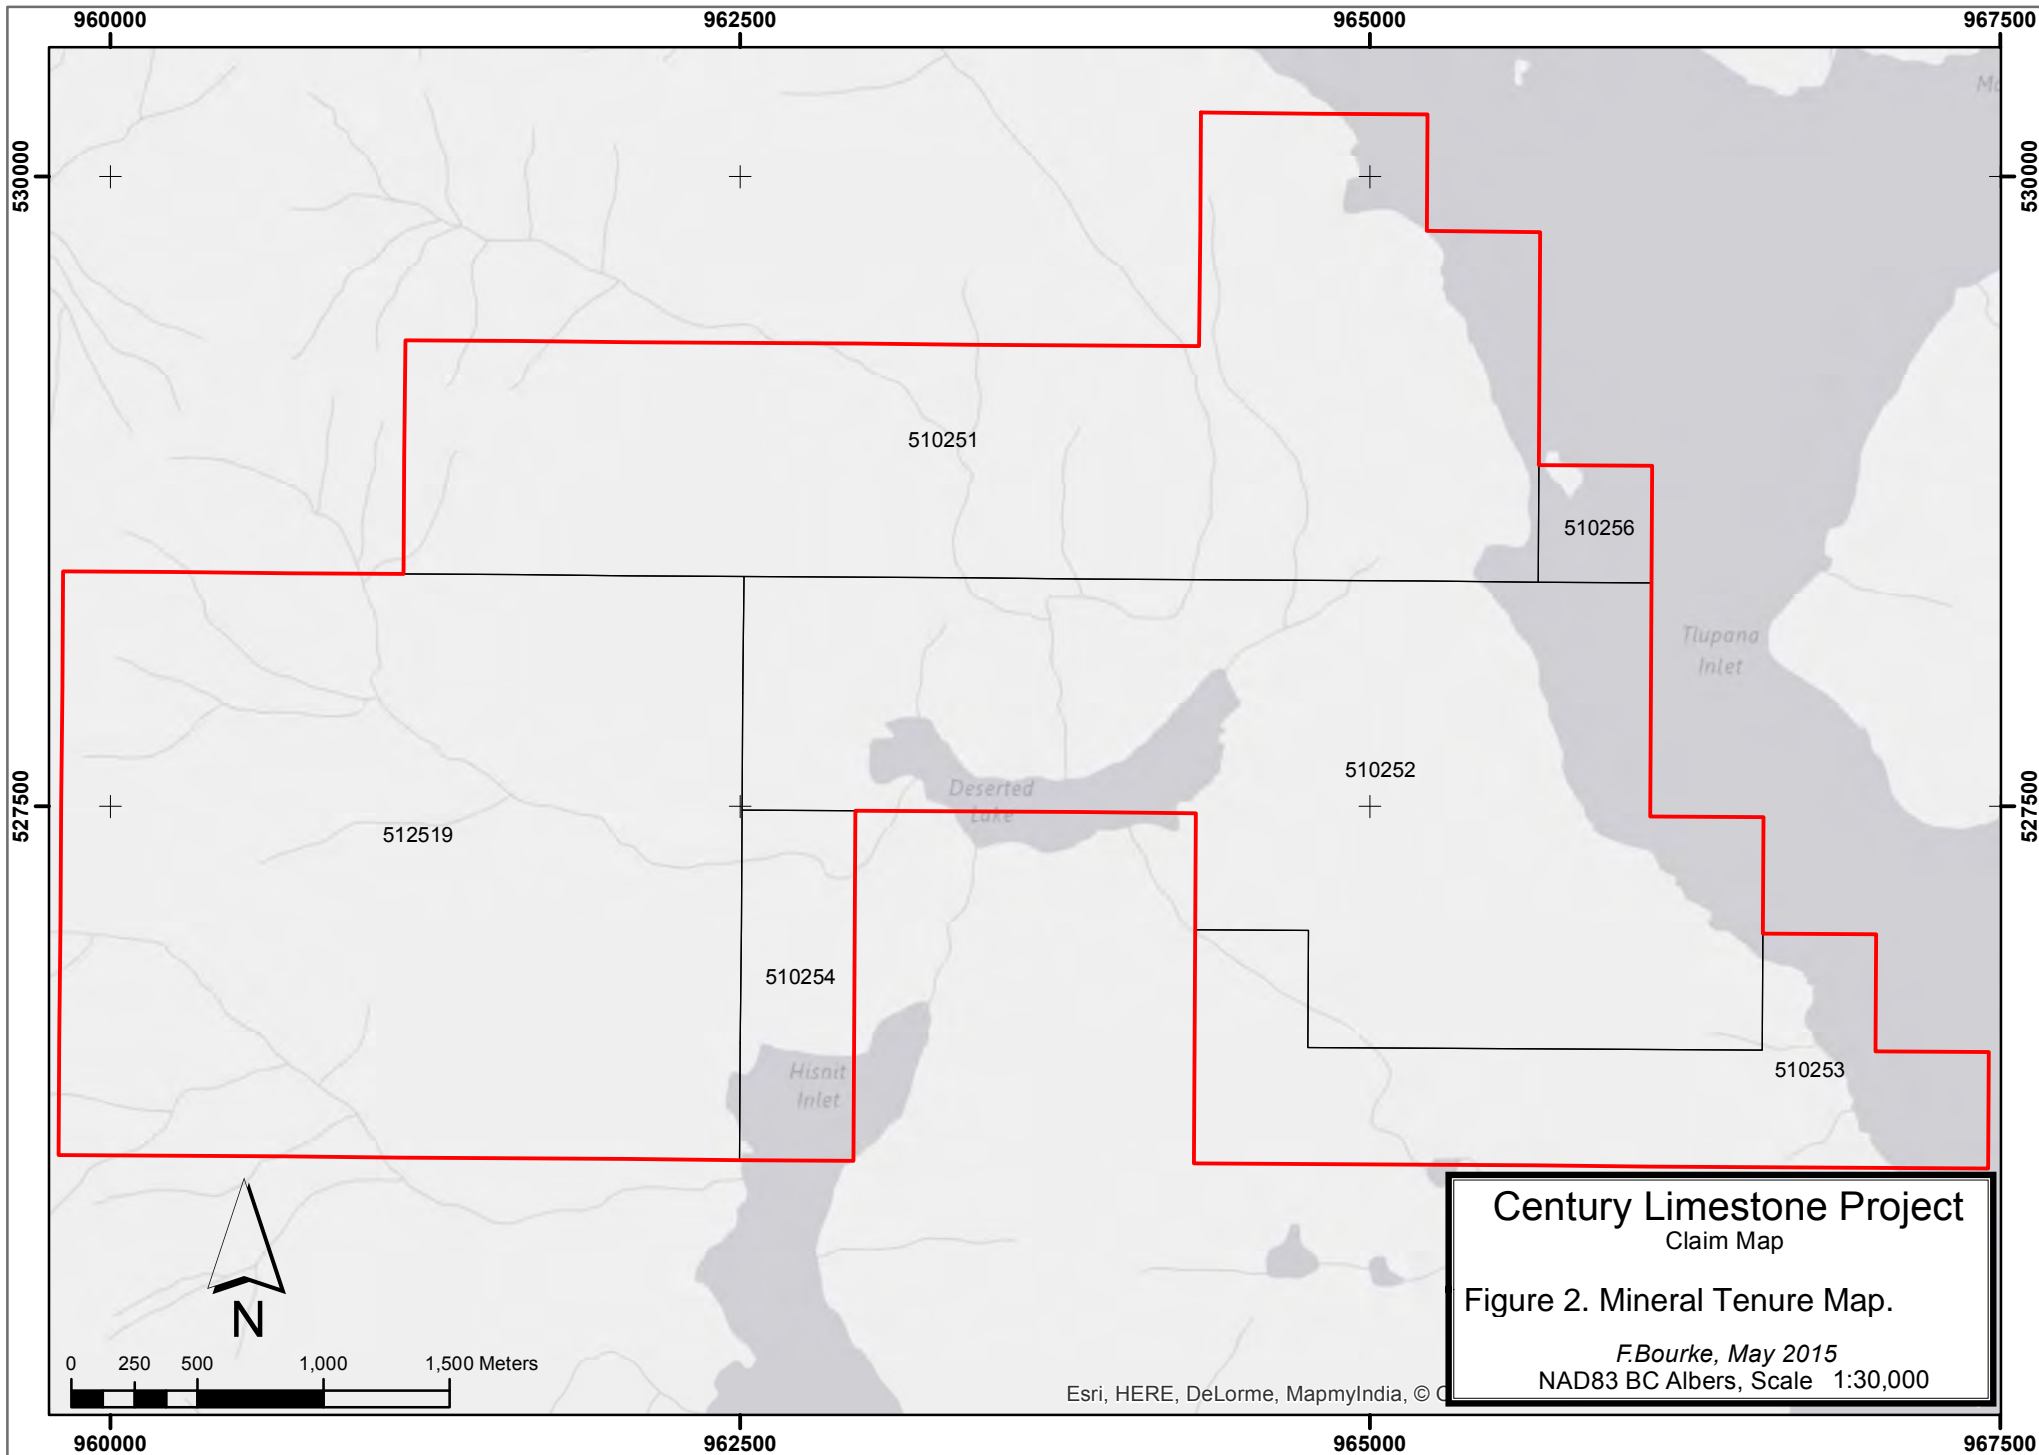 960000
962500
965000
967500
Mo
530000
530000
510251
510256
Tlupana
Inlet
510252
Deserted
Lake
527500
527500
512519
510254
Hisnit
Inlet
510253
N
0 250 500 1,000 1,500 Meters
Century Limestone Project
Claim Map
Figure 2. Mineral Tenure Map.
F.Bourke, May 2015
NAD83 BC Albers, Scale 1:30,000
Esri, HERE, DeLorme, MapmyIndia, ©
960000
962500
965000
967500